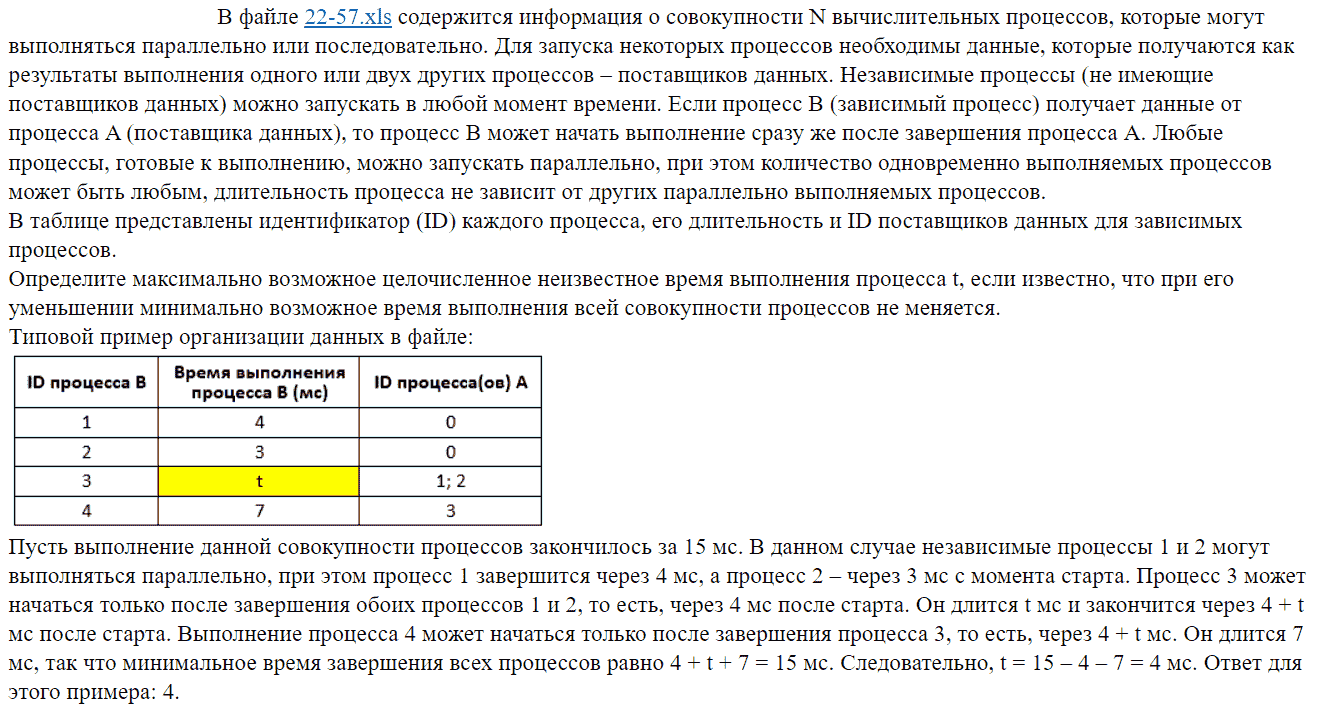 В файле 22-57.xls содержится информация о совокупности N вычислительных процессов, которые могут
выполняться параллельно или последовательно. Для запуска некоторых процессов необходимы данные, которые получаются как
результаты выполнения одного или двух других процессов – поставщиков данных. Независимые процессы (не имеющие
поставщиков данных) можно запускать в любой момент времени. Если процесс B (зависимый процесс) получает данные от
процесса A (поставщика данных), то процесс B может начать выполнение сразу же после завершения процесса A. Любые
процессы, готовые к выполнению, можно запускать параллельно, при этом количество одновременно выполняемых процессов
может быть любым, длительность процесса не зависит от других параллельно выполняемых процессов.
В таблице представлены идентификатор (ID) каждого процесса, его длительность и ID поставщиков данных для зависимых
процессов.
Определите максимально возможное целочисленное неизвестное время выполнения процесса t, если известно, что при его
уменьшении минимально возможное время выполнения всей совокупности процессов не меняется.
Типовой пример организации данных в файле:
ID процесса B Время выполнения процесса B (мс) ID процесса(ов) A
1 4 0
2 3 0
3 t 1; 2
4 7 3
Пусть выполнение данной совокупности процессов закончилось за 15 мс. В данном случае независимые процессы 1 и 2 могут
выполняться параллельно, при этом процесс 1 завершится через 4 мс, а процесс 2 – через 3 мс с момента старта. Процесс 3 может
начаться только после завершения обоих процессов 1 и 2, то есть, через 4 мс после старта. Он длится t мс и закончится через 4 + t
мс после старта. Выполнение процесса 4 может начаться только после завершения процесса 3, то есть, через 4 + t мс. Он длится 7
мс, так что минимальное время завершения всех процессов равно 4 + t + 7 = 15 мс. Следовательно, t = 15 – 4 – 7 = 4 мс. Ответ для
этого примера: 4.